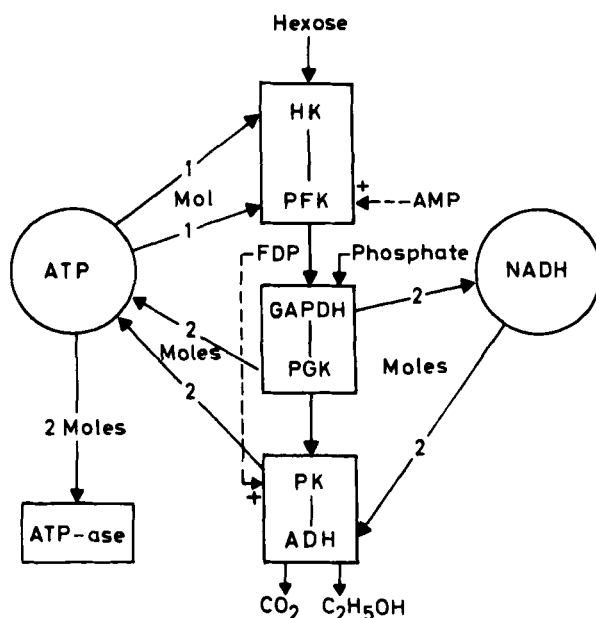 Hexose
HK
1
Mol
PFK
+
AMP
1
ATP
FDP
Phosphate
NADH
GAPDH
2
2
Moles
PGK
Moles
2
2
2 Moles
PK
+
ATP-ase
ADH
CO₂
C₂H₅OH